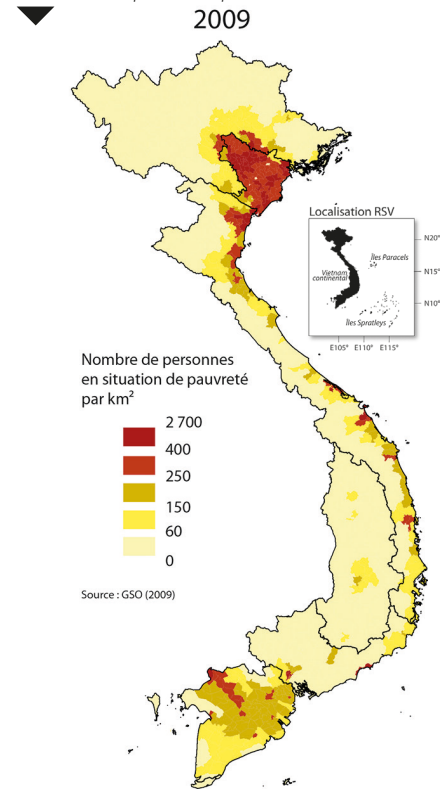 2009
Localisation RSV
N20°
Îles Paracels
Vietnam
continental
N15°
N10°
Îles Spratleys
E105° E110° E115°
Nombre de personnes
en situation de pauvreté
par km²
2 700
400
250
150
60
0
Source : GSO (2009)